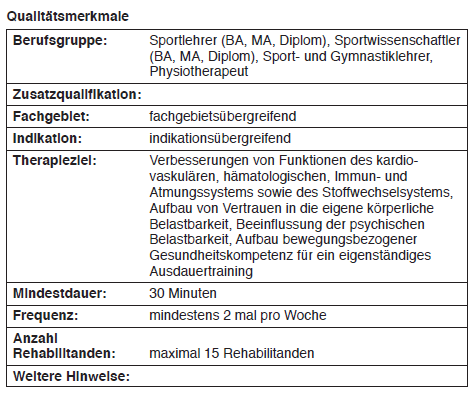 Qualitätsmerkmale
Berufsgruppe: Sportlehrer (BA, MA, Diplom), Sportwissenschaftler
(BA, MA, Diplom), Sport- und Gymnastiklehrer,
Physiotherapeut
Zusatzqualifikation:
Fachgebiet: fachgebietsübergreifend
Indikation: indikationsübergreifend
Therapieziel: Verbesserungen von Funktionen des kardio-
vaskulären, hämatologischen, Immun- und
Atmungssystems sowie des Stoffwechselsystems,
Aufbau von Vertrauen in die eigene körperliche
Belastbarkeit, Beeinflussung der psychischen
Belastbarkeit, Aufbau bewegungsbezogener
Gesundheitskompetenz für ein eigenständiges
Ausdauertraining
Mindestdauer: 30 Minuten
Frequenz: mindestens 2 mal pro Woche
Anzahl
Rehabilitanden: maximal 15 Rehabilitanden
Weitere Hinweise: